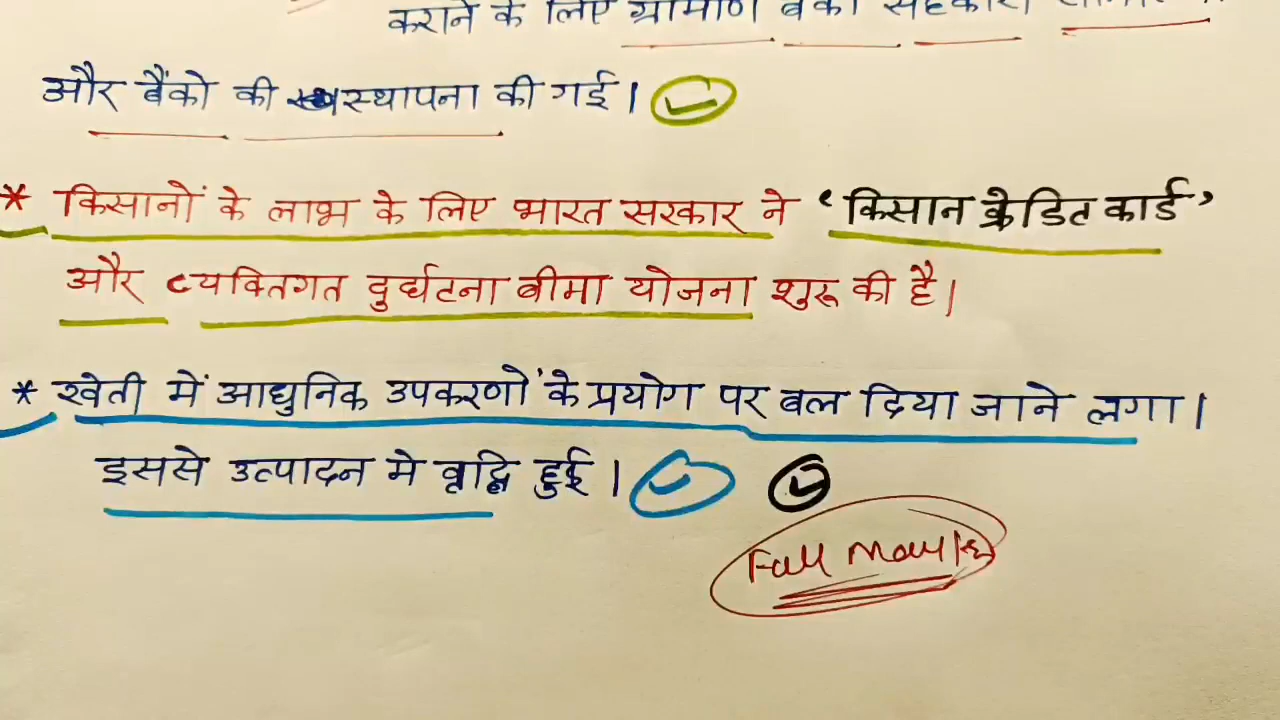 कराने के लिए ग्रामीण बैंकों सहकारी
और बैंको की स्थापना की गई। 
* किसानों के लाभ के लिए भारत सरकार ने ‘किसान क्रेडित कार्ड’
और व्यक्तिगत दुर्घटना बीमा योजना शुरू की है।
* खेती में आधुनिक उपकरणों के प्रयोग पर बल दिया जाने लगा।
इससे उत्पादन मे वृद्धि हुई।
Full Marks